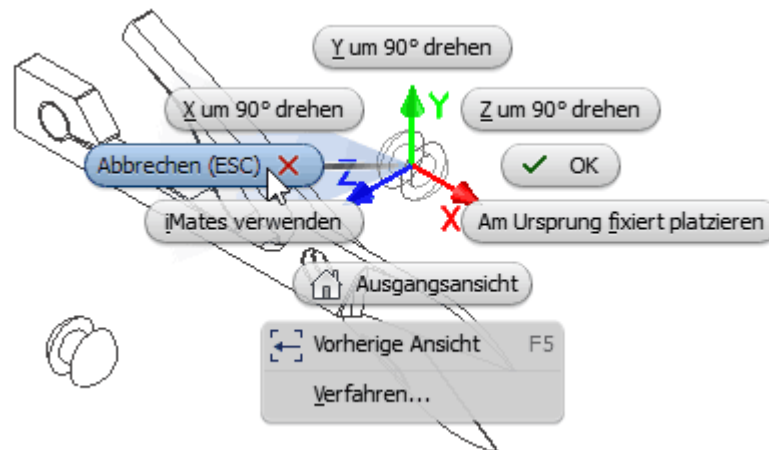 Y um 90° drehen
X um 90° drehen
Z um 90° drehen
Y
Abbrechen (ESC)
Z
OK
iMates verwenden
X
Am Ursprung fixiert platzieren
Ausgangsansicht
Vorherige Ansicht F5
Verfahren...